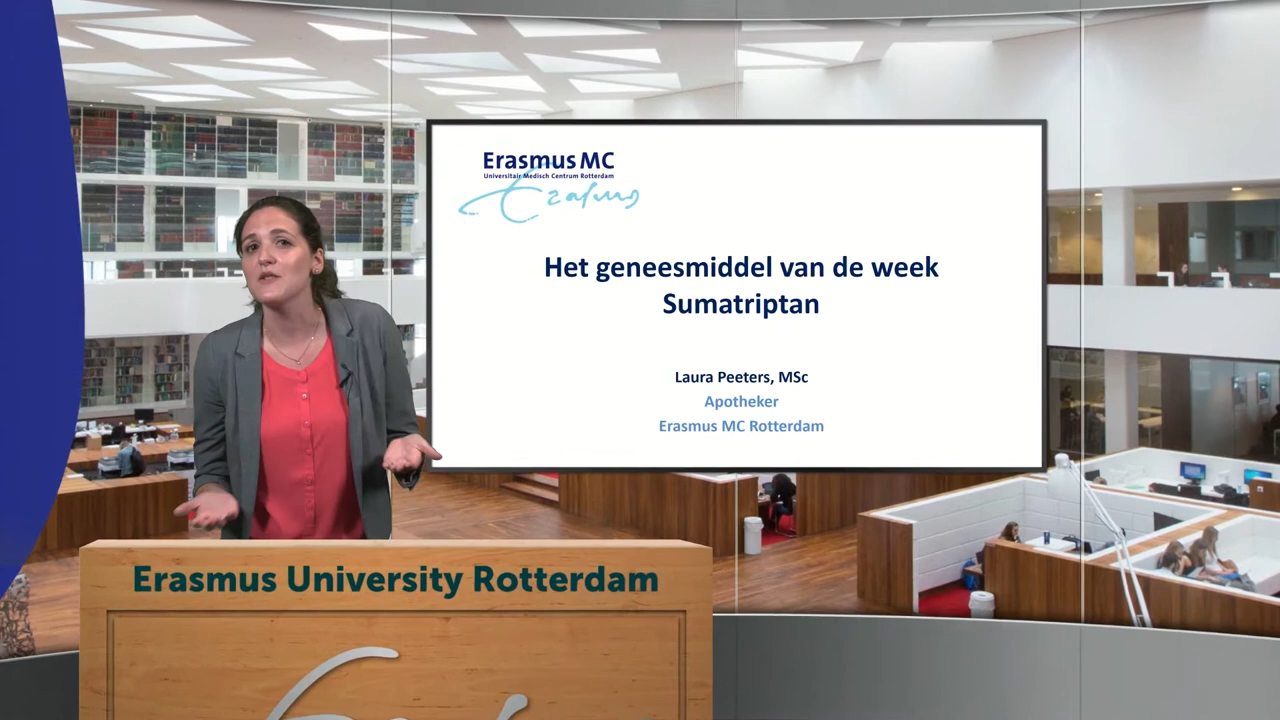 Erasmus MC
Universitair Medisch Centrum Rotterdam
Erasmus
Het geneesmiddel van de week
Sumatriptan
Laura Peeters, MSc
Apotheker
Erasmus MC Rotterdam
Erasmus University Rotterdam